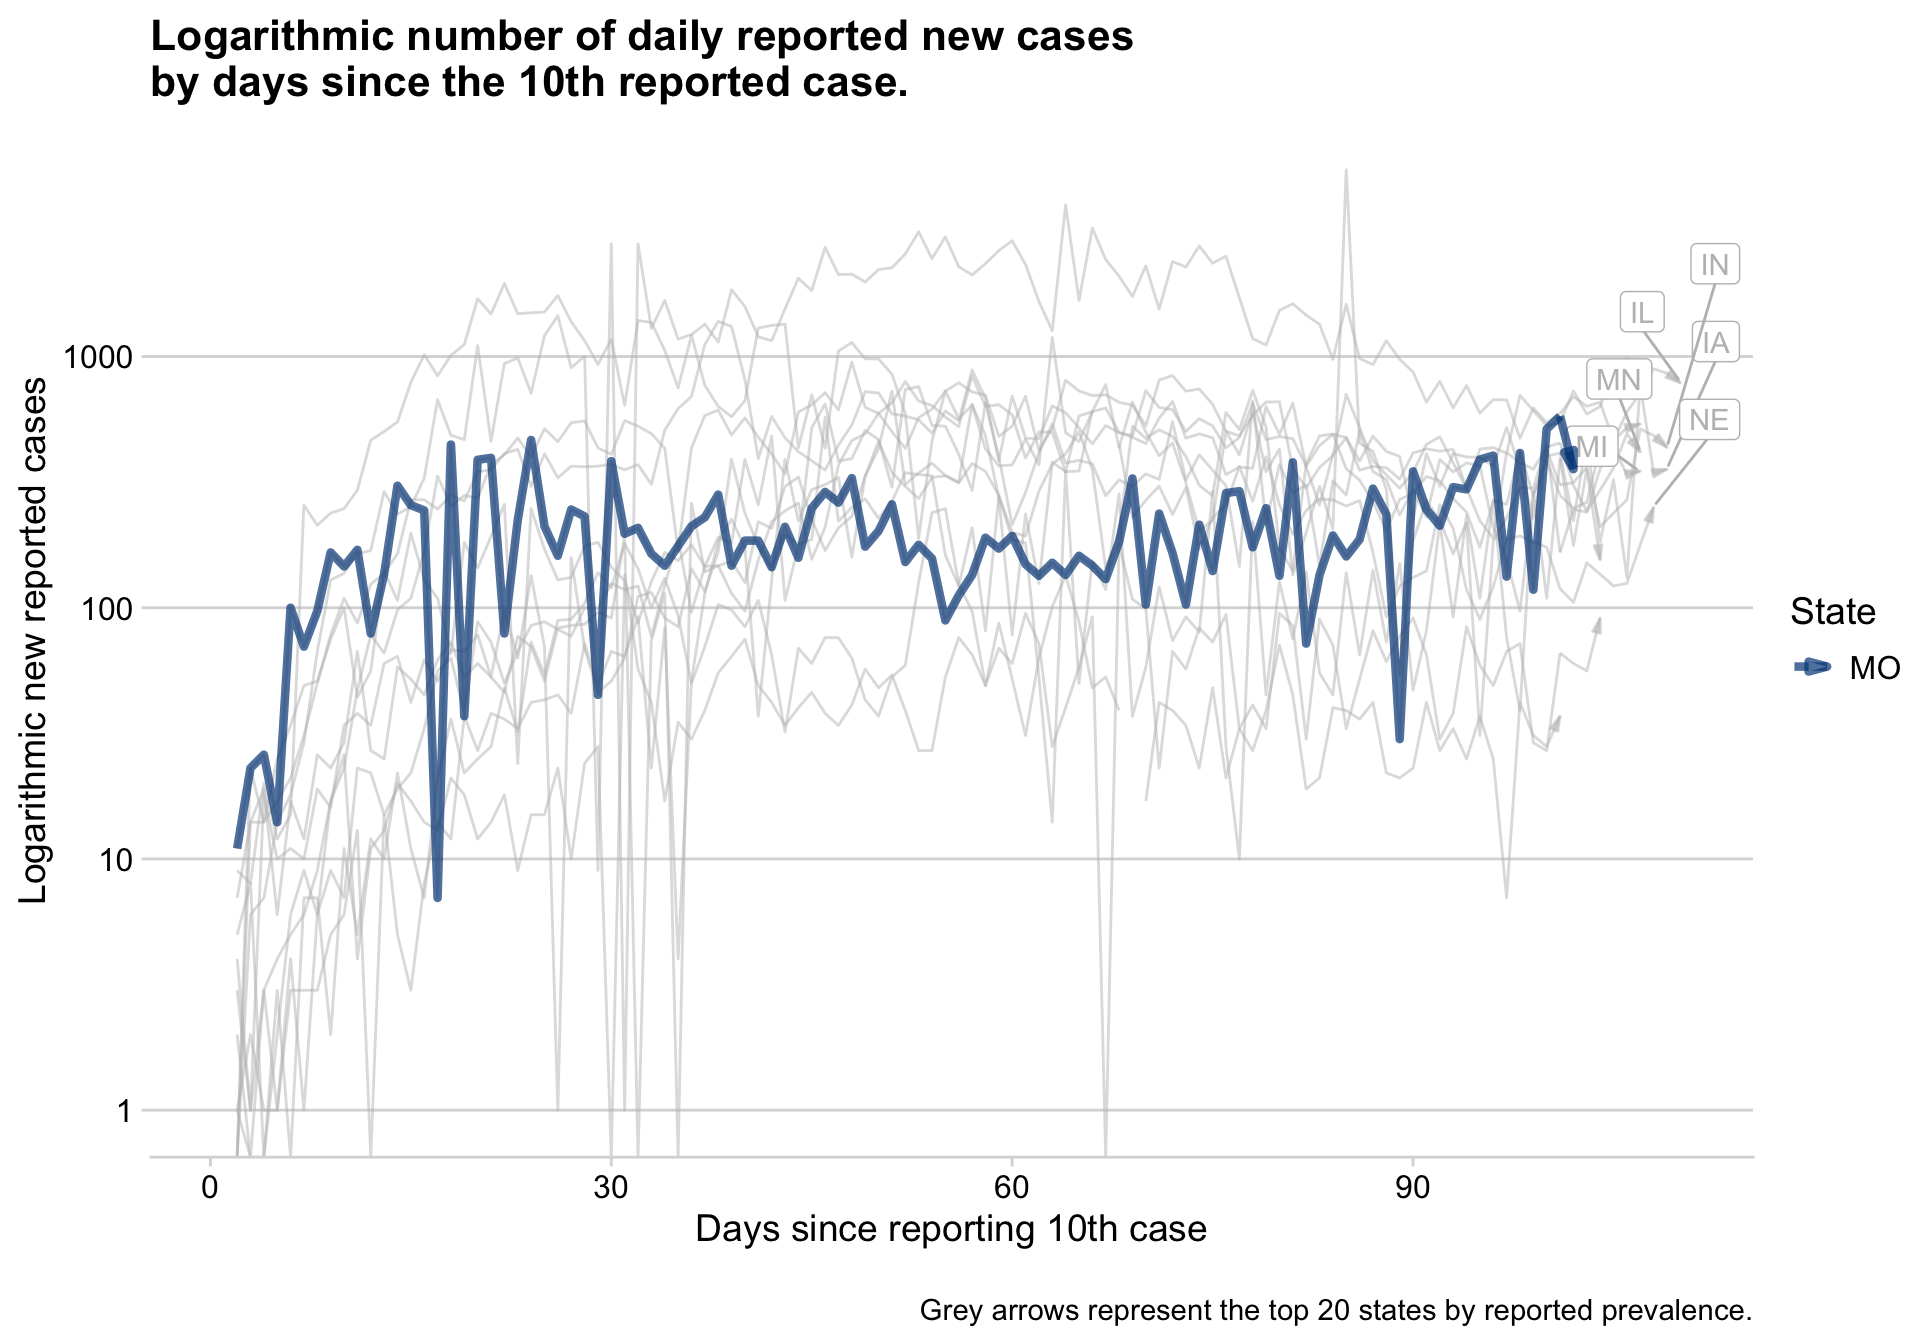 Logarithmic number of daily reported new cases
by days since the 10th reported case.
Logarithmic new reported cases
1000
100
10
1
IN
IL
IA
MN
NE
MI
State
MO
0
30
60
90
Days since reporting 10th case
Grey arrows represent the top 20 states by reported prevalence.